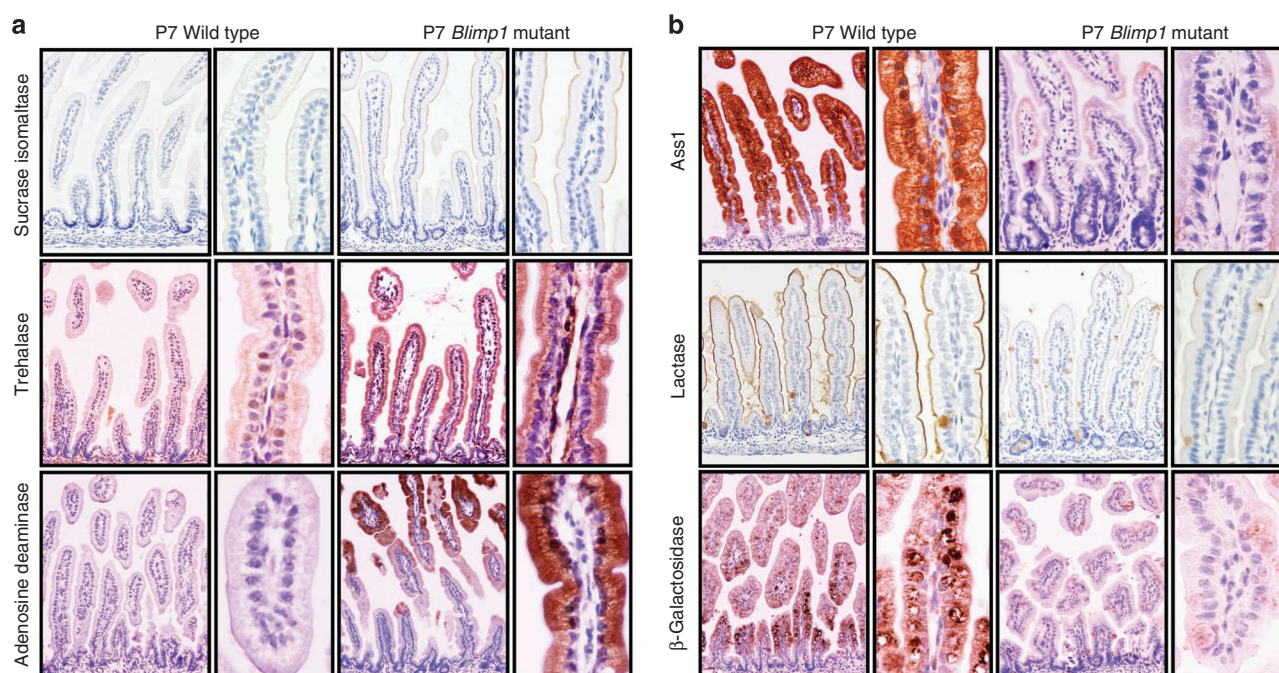 a
P7 Wild type
P7 Blimp1 mutant
Sucrase isomaltase
Trehalase
Adenosine deaminase
b
P7 Wild type
P7 Blimp1 mutant
Ass1
Lactase
β-Galactosidase